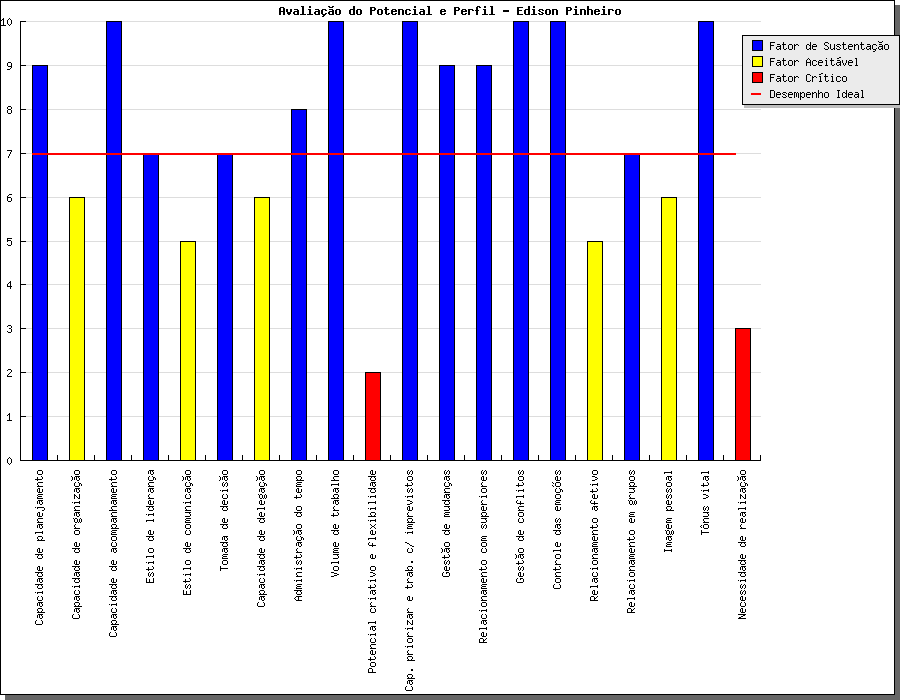 Avaliação do Potencial e Perfil - Edison Pinheiro
10
9
8
7
6
5
4
3
2
1
0
Fator de Sustentação
Fator Aceitável
Fator Crítico
Desempenho Ideal
Capacidade de planejamento
Capacidade de organização
Capacidade de acompanhamento
Estilo de liderança
Estilo de comunicação
Tomada de decisão
Capacidade de delegação
Administração do tempo
Volume de trabalho
Potencial criativo e flexibilidade
Cap. priorizar e trab. c/ imprevistos
Gestão de mudanças
Relacionamento com superiores
Gestão de conflitos
Controle das emoções
Relacionamento afetivo
Relacionamento em grupos
Imagem pessoal
Tônus vital
Necessidade de realização